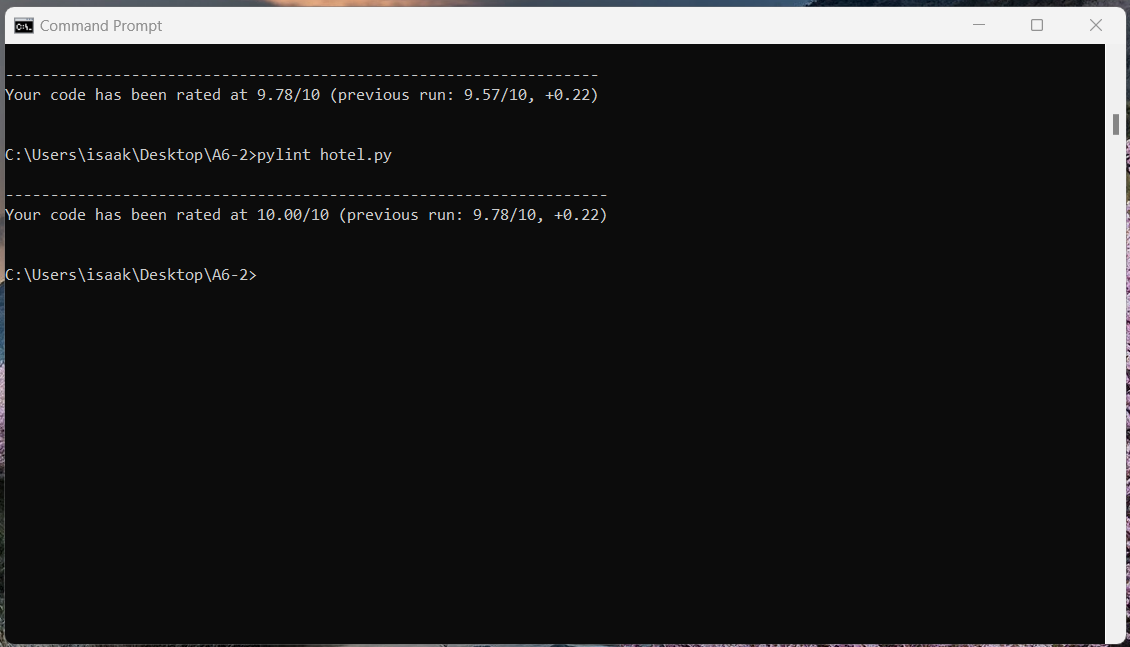 Command Prompt
------------------------------------------------------------------
Your code has been rated at 9.78/10 (previous run: 9.57/10, +0.22)
C:\Users\isaak\Desktop\A6-2>pylint hotel.py
-------------------------------------------------------------------
Your code has been rated at 10.00/10 (previous run: 9.78/10, +0.22)
C:\Users\isaak\Desktop\A6-2>